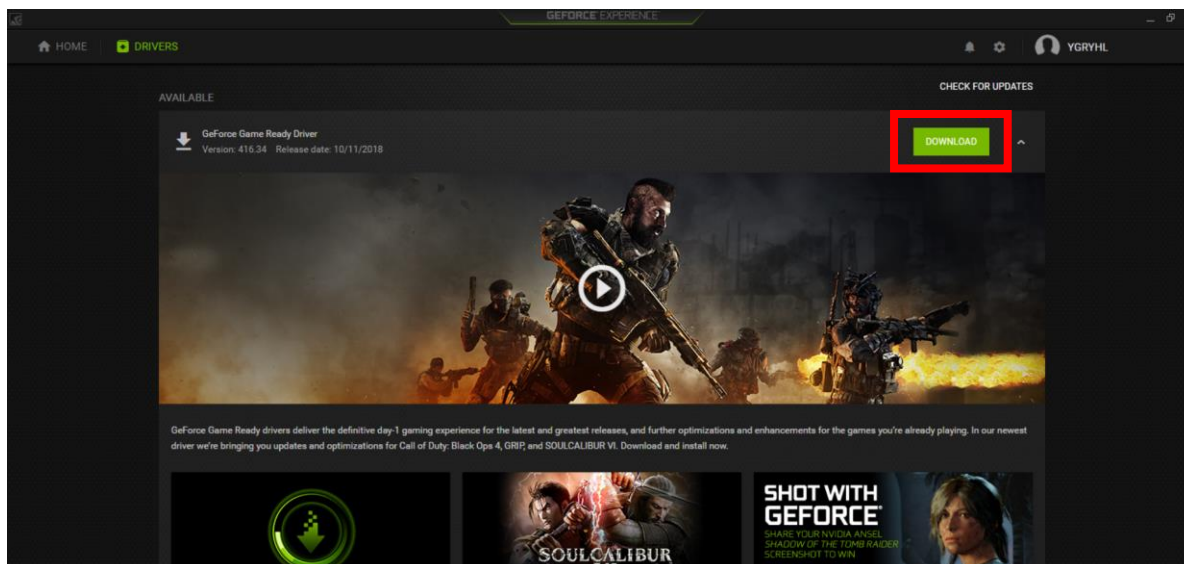 GEFORCE EXPERIENCE
HOME
DRIVERS
YGRYHL
AVAILABLE
CHECK FOR UPDATES
GeForce Game Ready Driver
Version: 416.34 Release date: 10/11/2018
DOWNLOAD
GeForce Game Ready drivers deliver the definitive day-1 gaming experience for the latest and greatest releases, and further optimizations and enhancements for the games you're already playing. In our newest
driver we're bringing you updates and optimizations for Call of Duty: Black Ops 4, GRIP, and SOULCALIBUR VI. Download and install now.
SOULCALIBUR
SHOT WITH
GEFORCE
SHARE YOUR NVIDIA ANSEL
SHADOW OF THE TOMB RAIDER
SCREENSHOT TO WIN